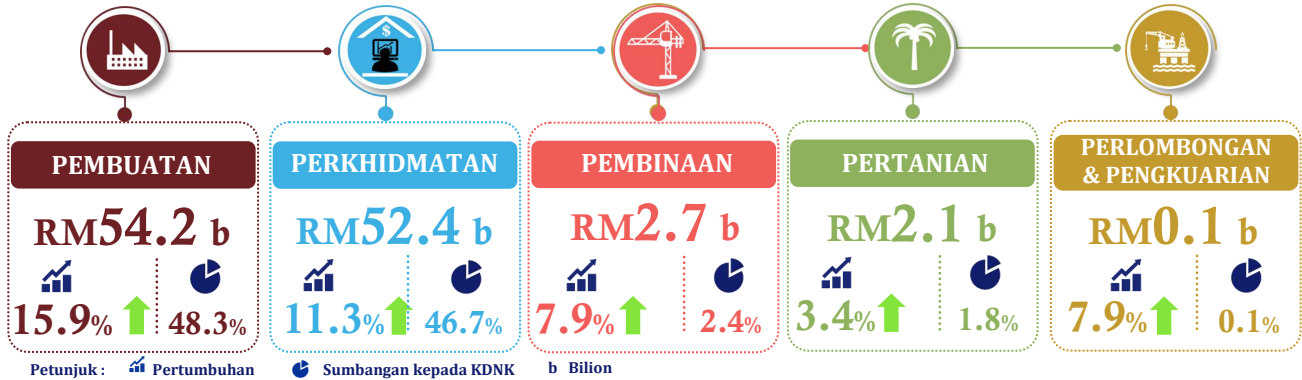 PEMBUATAN
RM54.2 b
15.9% 48.3%
PERKHIDMATAN
RM52.4 b
11.3% 46.7%
PEMBINAAN
RM2.7 b
7.9% 2.4%
PERTANIAN
RM2.1 b
3.4% 1.8%
PERLOMBONGAN
& PENGKUARIAN
RM0.1 b
7.9% 0.1%
Petunjuk : Pertumbuhan Sumbangan kepada KDNK b Bilion
$